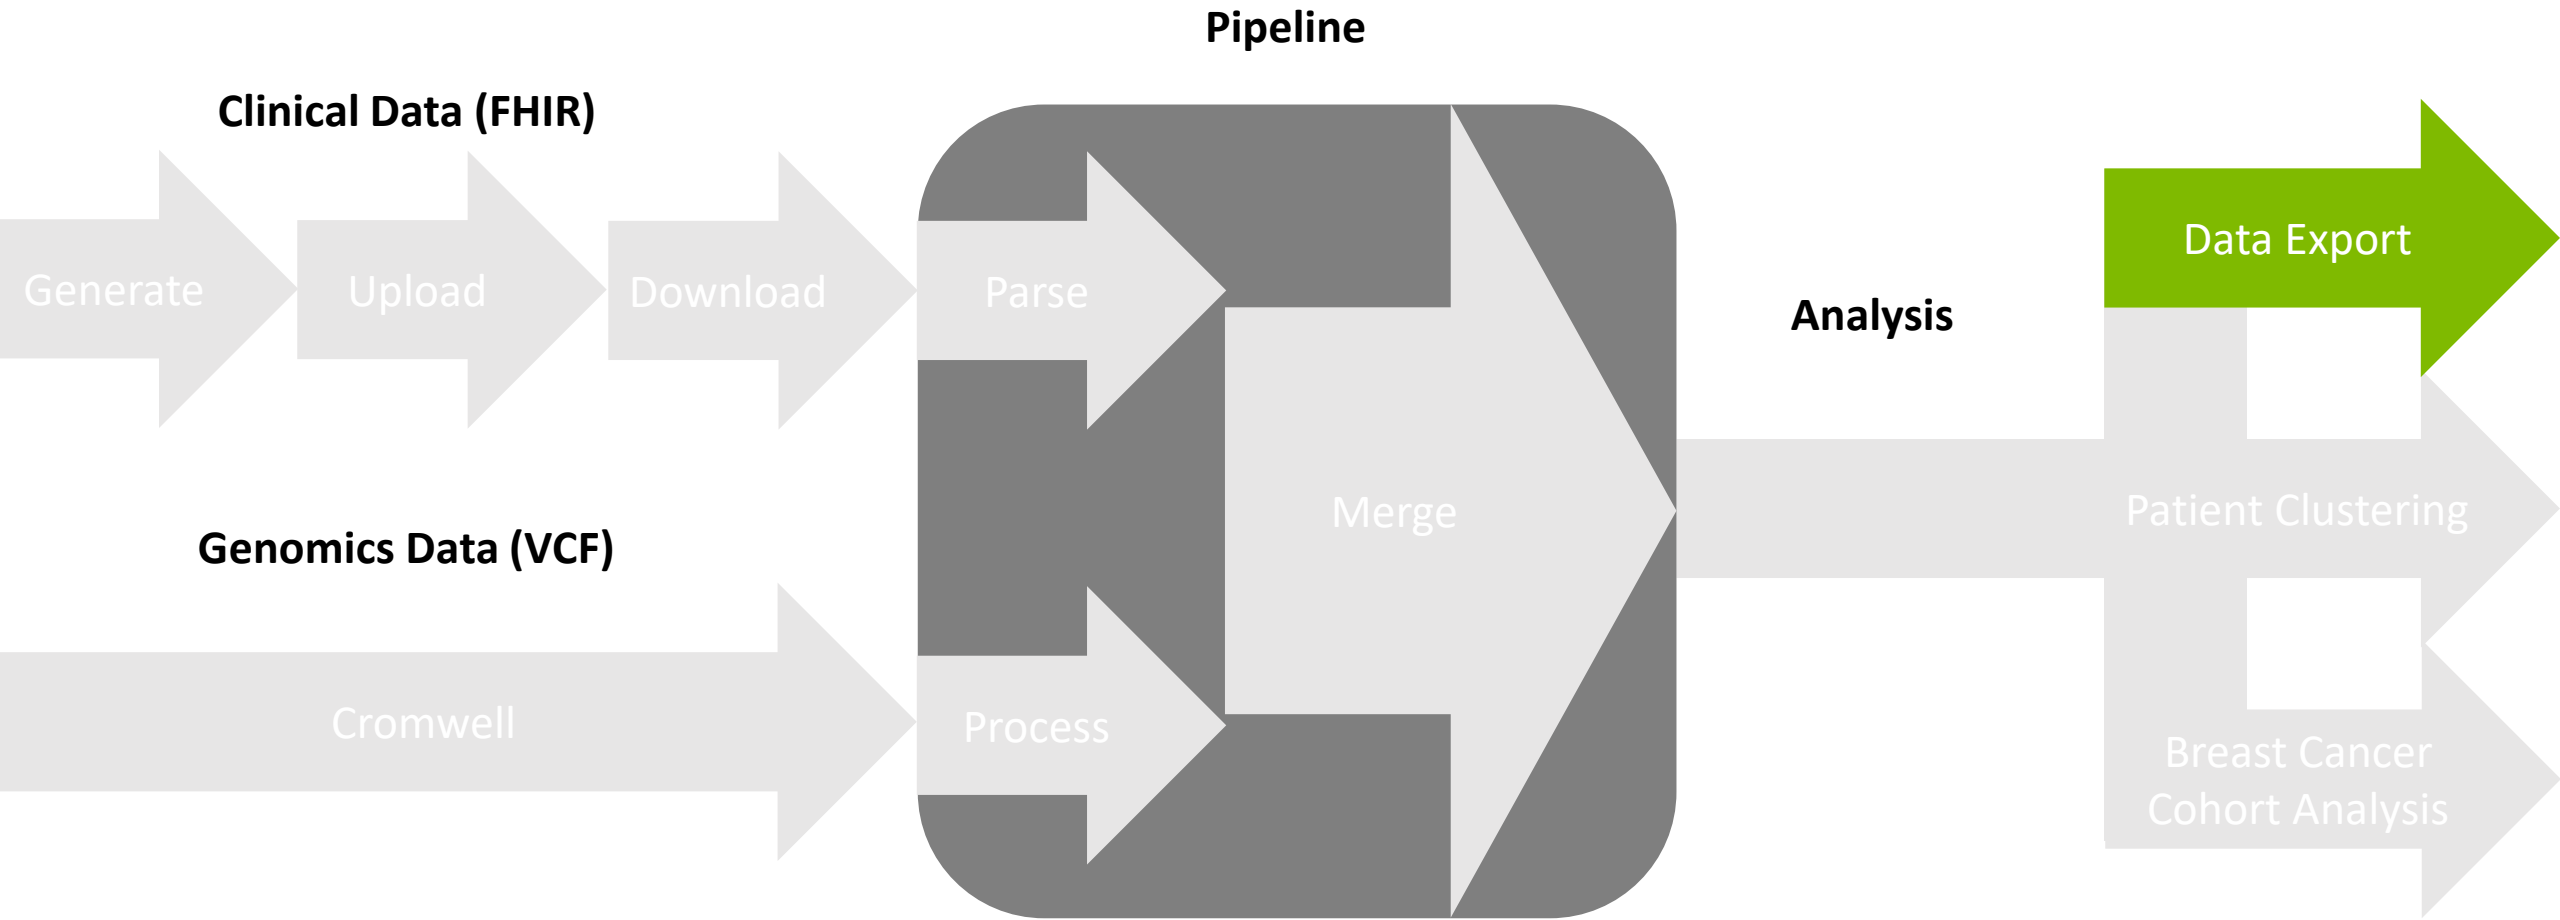 Pipeline
Clinical Data (FHIR)
Generate
Upload
Download
Parse
Genomics Data (VCF)
Cromwell
Process
Merge
Analysis
Data Export
Patient Clustering
Breast Cancer
Cohort Analysis